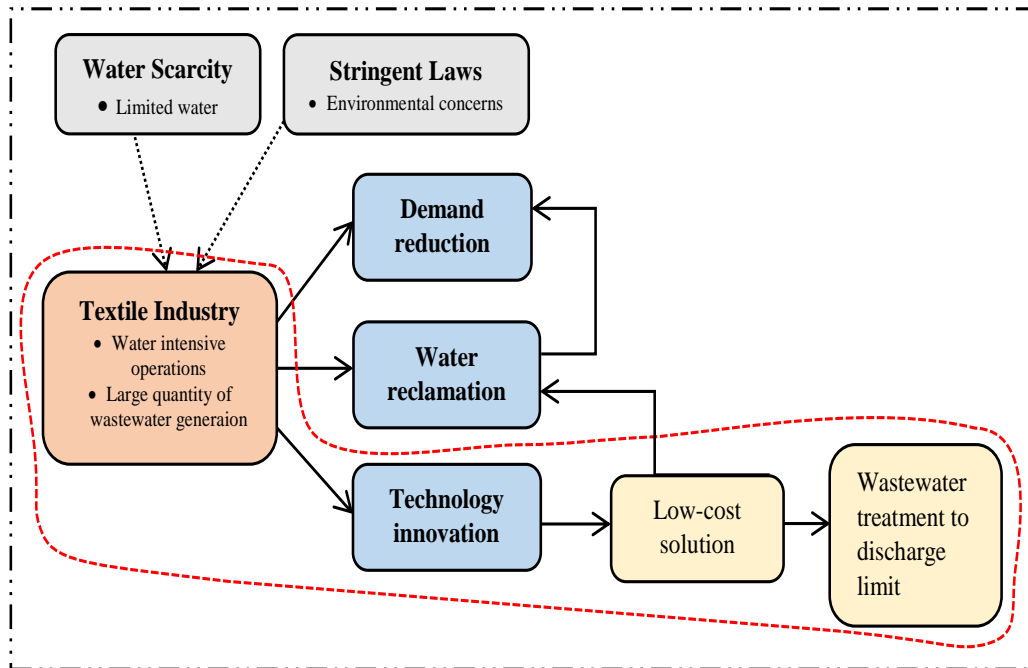 Water Scarcity
• Limited water
Stringent Laws
• Environmental concerns
Demand
reduction
Textile Industry
• Water intensive
operations
• Large quantity of
wastewater generaion
Water
reclamation
Technology
innovation
Low-cost
solution
Wastewater
treatment to
discharge
limit